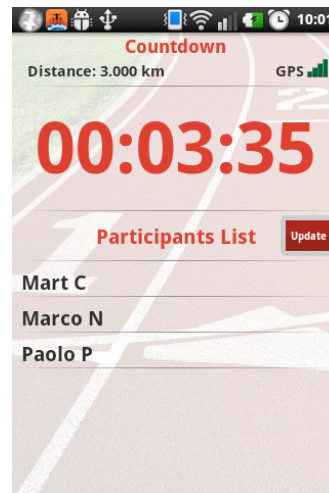 10:01
Countdown
Distance: 3.000 km GPS
00:03:35
Participants List Update
Mart C
Marco N
Paolo P